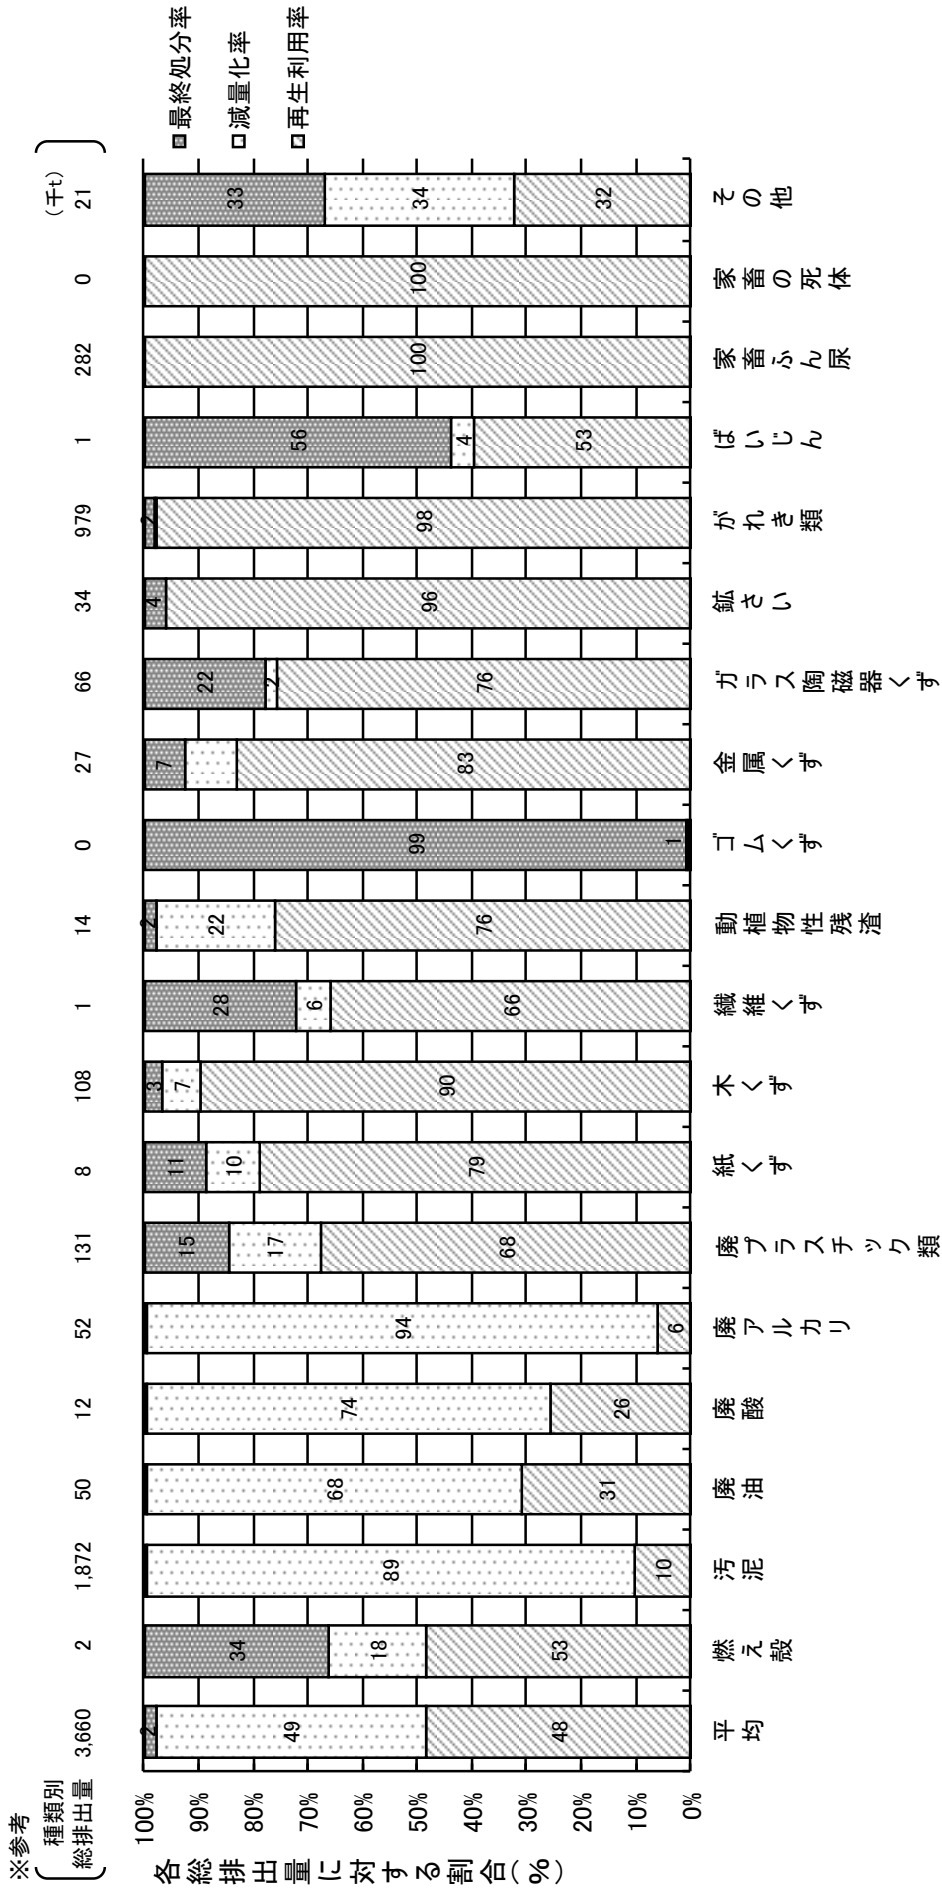 ※参考
種類別
総排出量
3,660 2 1,872 50 12 52 131 8 108 1 14 0 27 66 34 979 1 282 0 21
(千t)
最終処分率
減量化率
再生利用率
各総排出量に対する割合(%)
100%
90%
80%
70%
60%
50%
40%
30%
20%
10%
0%
2 49 48
34 18 53
89 10
68 31
74 26
94 6
15 17 68
11 10 79
3 7 90
28 6 66
2 22 76
99 1
7 83
22 2 76
4 96
2 98
56 4 53
100
100
33 34 32
平均
燃え殻
汚泥
廃油
廃酸
廃アルカリ
廃プラスチック類
紙くず
木くず
繊維くず
動植物性残渣
ゴムくず
金属くず
ガラス陶磁器くず
鉱さい
がれき類
ばいじん
家畜ふん尿
家畜の死体
その他